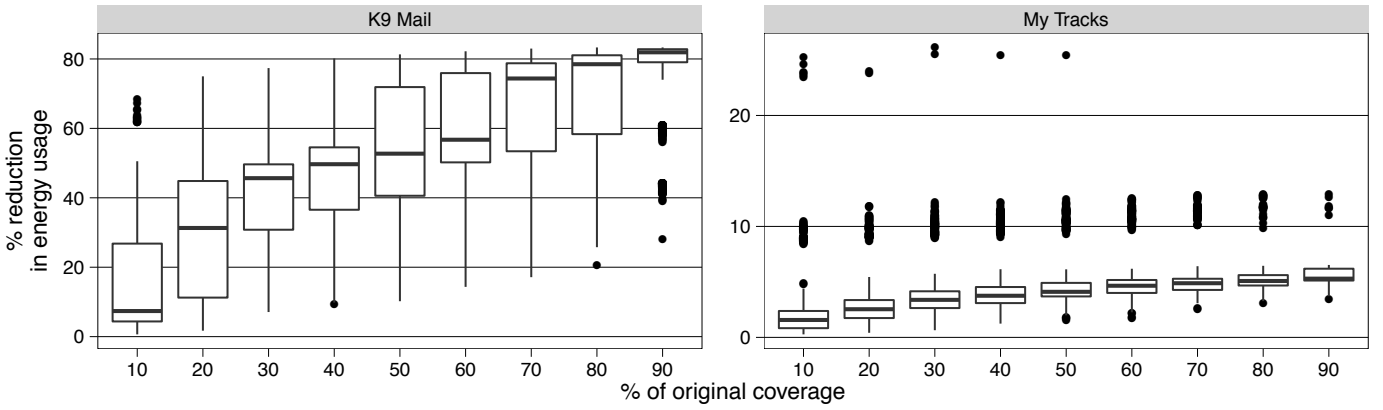 K9 Mail
My Tracks
% reduction
in energy usage
80
60
40
20
0
20
10
0
10 20 30 40 50 60 70 80 90
10 20 30 40 50 60 70 80 90
% of original coverage